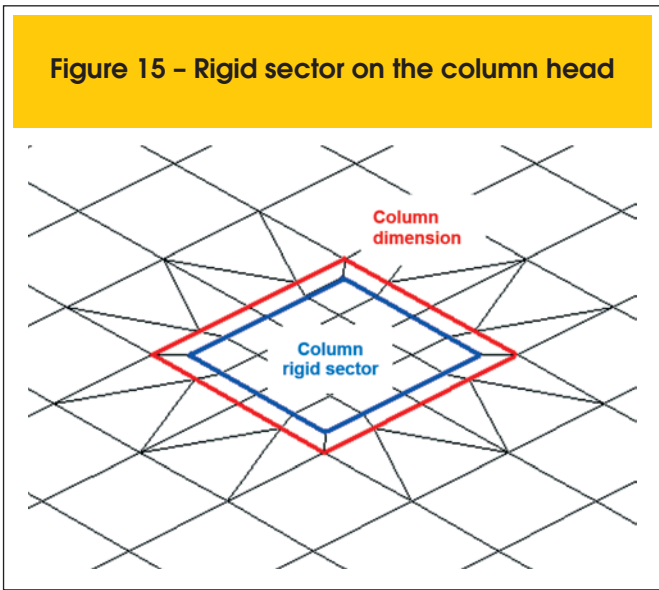 Figure 15 – Rigid sector on the column head
Column
dimension
Column
rigid sector